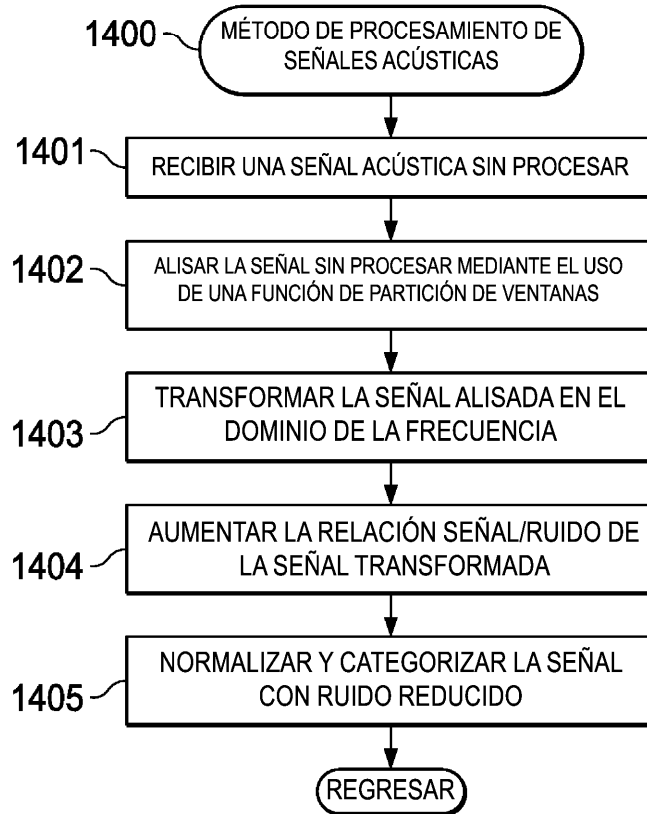 1400
MÉTODO DE PROCESAMIENTO DE
SEÑALES ACÚSTICAS
1401
RECIBIR UNA SEÑAL ACÚSTICA SIN PROCESAR
1402
ALISAR LA SEÑAL SIN PROCESAR MEDIANTE EL USO
DE UNA FUNCIÓN DE PARTICIÓN DE VENTANAS
1403
TRANSFORMAR LA SEÑAL ALISADA EN EL
DOMINIO DE LA FRECUENCIA
1404
AUMENTAR LA RELACIÓN SEÑAL/RUIDO DE
LA SEÑAL TRANSFORMADA
1405
NORMALIZAR Y CATEGORIZAR LA SEÑAL
CON RUIDO REDUCIDO
REGRESAR